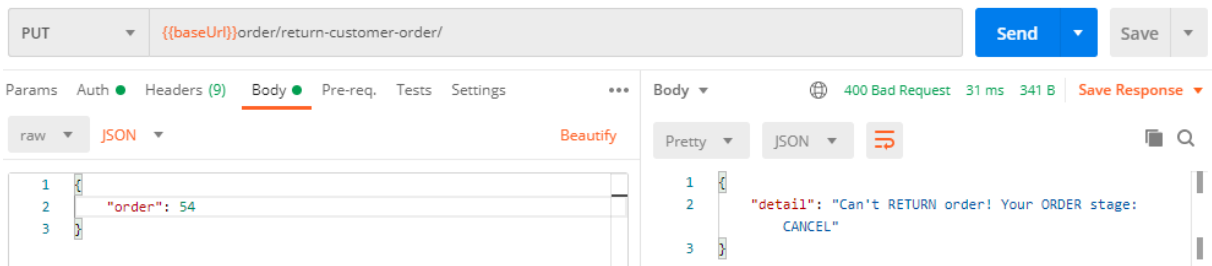 PUT {{baseUrl}}order/return-customer-order/ Send Save
Params Auth Headers (9) Body Pre-req. Tests Settings ••• Body 400 Bad Request 31 ms 341 B Save Response
raw JSON Beautify Pretty JSON
1 {
2 "order": 54
3 }
1 {
2 "detail": "Can't RETURN order! Your ORDER stage:
CANCEL"
3 }